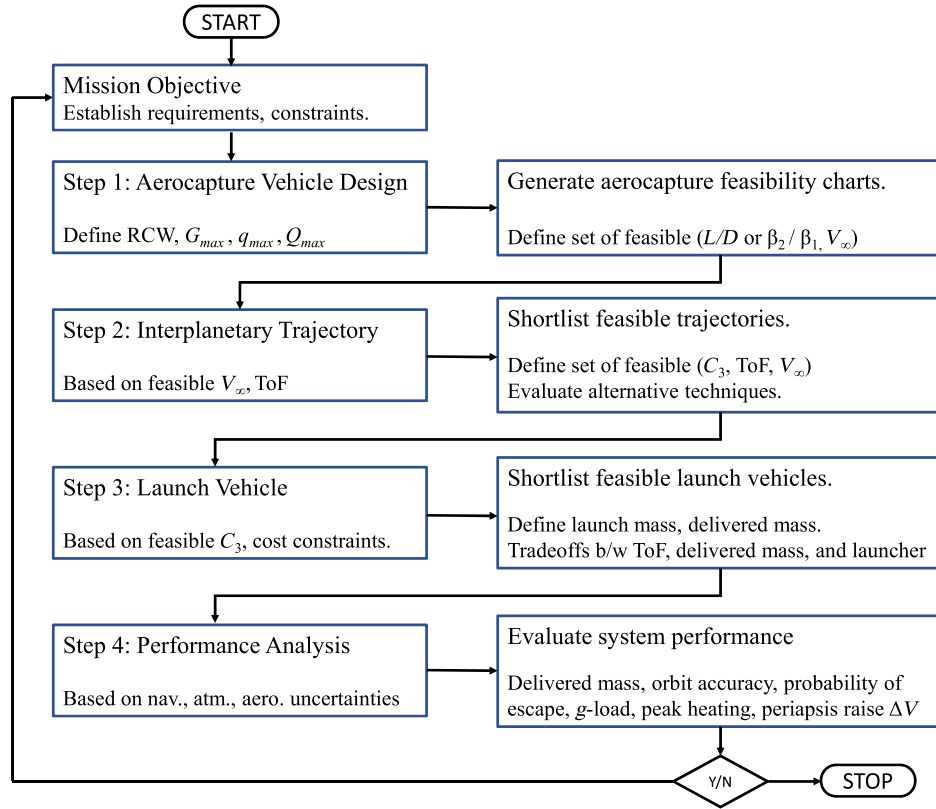 START
Mission Objective
Establish requirements, constraints.
Step 1: Aerocapture Vehicle Design
Define RCW, Gmax , qmax , Qmax
Generate aerocapture feasibility charts.
Define set of feasible (L/D or β2 / β1, V∞)
Step 2: Interplanetary Trajectory
Based on feasible V∞, ToF
Shortlist feasible trajectories.
Define set of feasible (C3, ToF, V∞)
Evaluate alternative techniques.
Step 3: Launch Vehicle
Based on feasible C3, cost constraints.
Shortlist feasible launch vehicles.
Define launch mass, delivered mass.
Tradeoffs b/w ToF, delivered mass, and launcher
Step 4: Performance Analysis
Based on nav., atm., aero. uncertainties
Evaluate system performance
Delivered mass, orbit accuracy, probability of
escape, g-load, peak heating, periapsis raise ΔV
Y/N
STOP